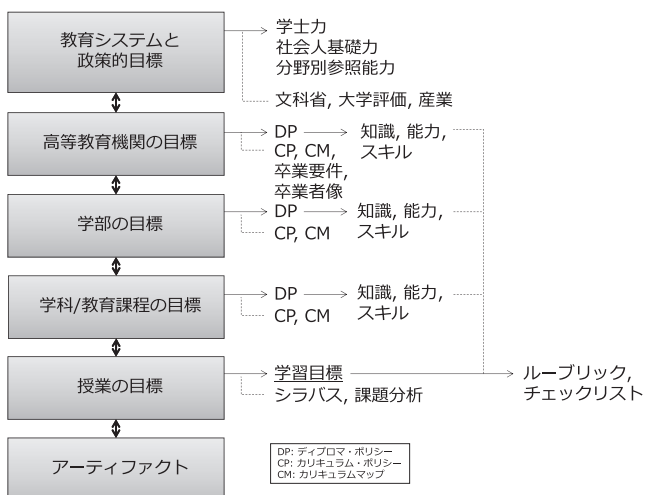 教育システムと
政策的目標
学士力
社会人基礎力
分野別参照能力
文科省, 大学評価, 産業
高等教育機関の目標
DP
知識, 能力,
スキル
CP, CM,
卒業要件,
卒業者像
学部の目標
DP
知識, 能力,
スキル
CP, CM
学科/教育課程の目標
DP
知識, 能力,
スキル
CP, CM
授業の目標
学習目標
シラバス, 課題分析
ルーブリック,
チェックリスト
アーティファクト
DP: ディプロマ・ポリシー
CP: カリキュラム・ポリシー
CM: カリキュラムマップ